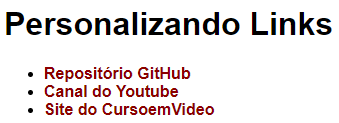 Personalizando Links
Repositório GitHub
Canal do Youtube
Site do CursoemVideo